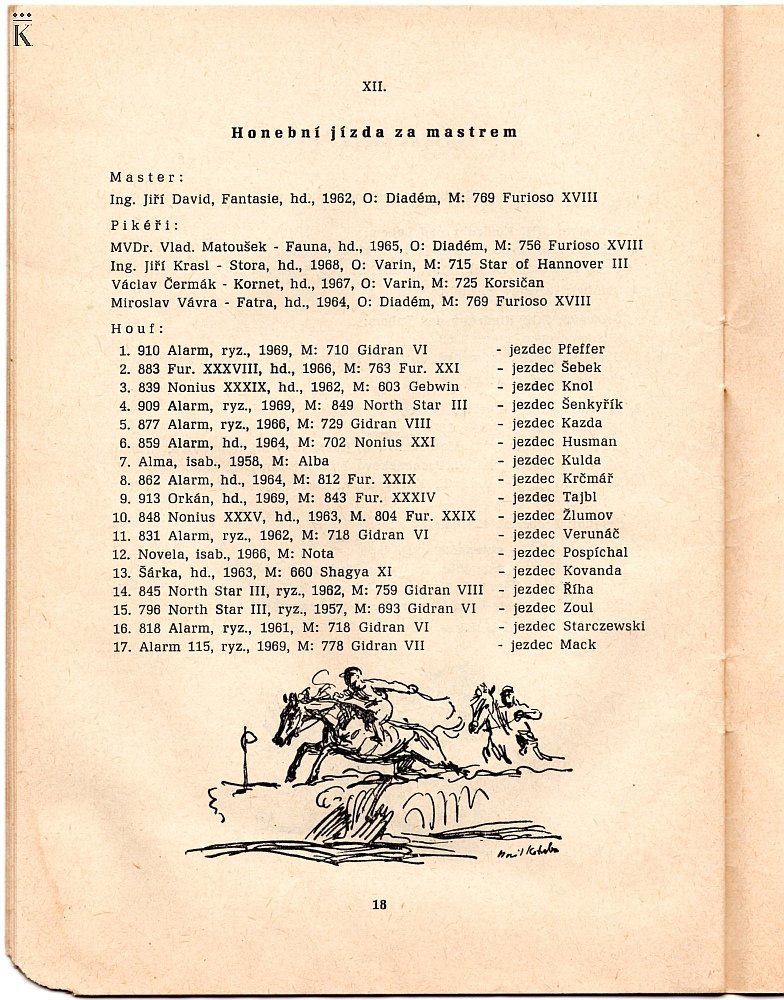 K
XII.
Honební jízda za mastrem
Master:
Ing. Jiří David, Fantasie, hd., 1962, O: Diadém, M: 769 Furioso XVIII
Pikéři:
MVDr. Vlad. Matoušek - Fauna, hd., 1965, O: Diadém, M: 756 Furioso XVIII
Ing. Jiří Krasl - Stora, hd., 1968, O: Varin, M: 715 Star of Hannover III
Václav Čermák - Kornet, hd., 1967, O: Varin, M: 725 Korsičan
Miroslav Vávra - Fatra, hd., 1964, O: Diadém, M: 769 Furioso XVIII
Houf:
1. 910 Alarm, ryz., 1969, M: 710 Gidran VI - jezdec Pfeffer
2. 883 Fur. XXXVIII, hd., 1966, M: 763 Fur. XXI - jezdec Šebek
3. 839 Nonius XXXIX, hd., 1962, M: 603 Gebwin - jezdec Knol
4. 909 Alarm, ryz., 1969, M: 849 North Star III - jezdec Šenkyřík
5. 877 Alarm, ryz., 1966, M: 729 Gidran VIII - jezdec Kazda
6. 859 Alarm, hd., 1964, M: 702 Nonius XXI - jezdec Husman
7. Alma, isab., 1958, M: Alba - jezdec Kulda
8. 862 Alarm, hd., 1964, M: 812 Fur. XXIX - jezdec Krčmář
9. 913 Orkán, hd., 1969, M: 843 Fur. XXXIV - jezdec Tajbl
10. 848 Nonius XXXV, hd., 1963, M. 804 Fur. XXIX - jezdec Žlumov
11. 831 Alarm, ryz., 1962, M: 718 Gidran VI - jezdec Verunáč
12. Novela, isab., 1966, M: Nota - jezdec Pospíchal
13. Šárka, hd., 1963, M: 660 Shagya XI - jezdec Kovanda
14. 845 North Star III, ryz., 1962, M: 759 Gidran VIII - jezdec Říha
15. 796 North Star III, ryz., 1957, M: 693 Gidran VI - jezdec Zoul
16. 818 Alarm, ryz., 1961, M: 718 Gidran VI - jezdec Starczewski
17. Alarm 115, ryz., 1969, M: 778 Gidran VII - jezdec Mack
18